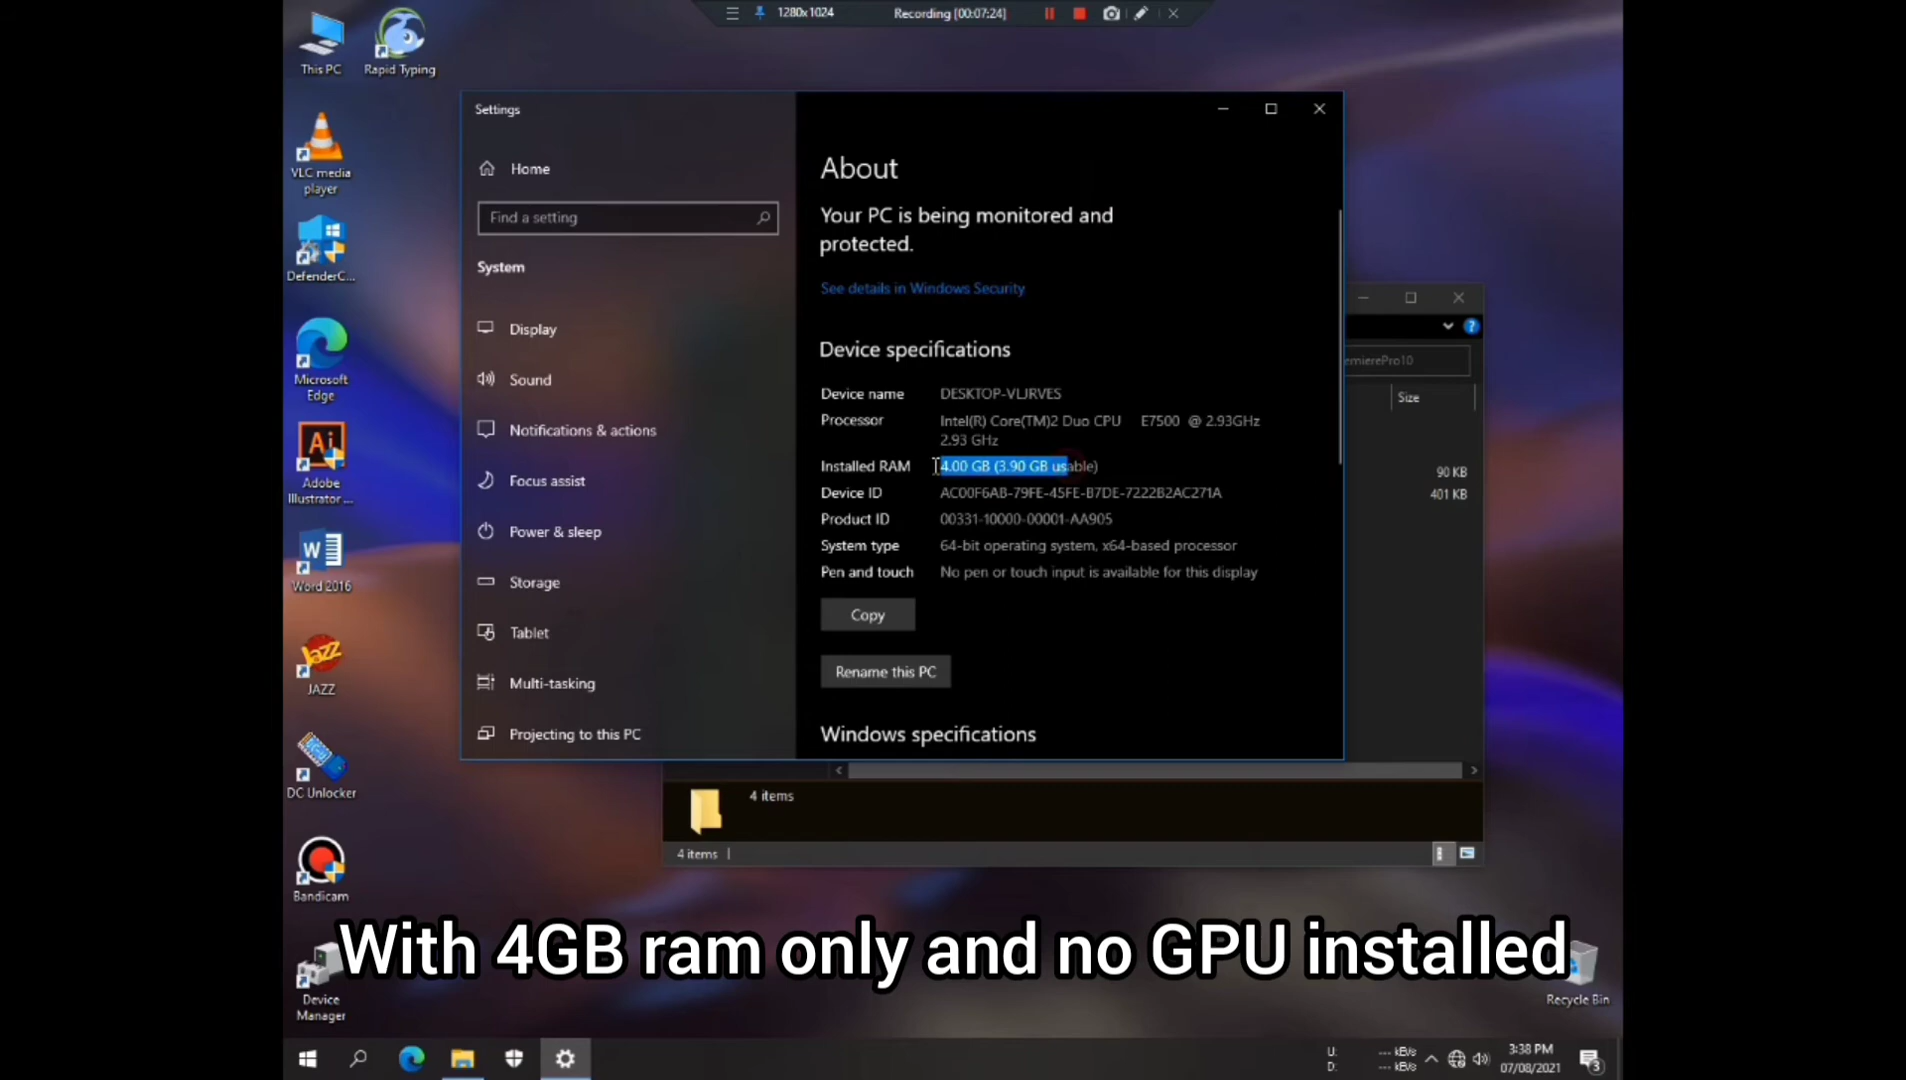 1280x1024
Recording [00:07:24]
This PC
Rapid Typing
VLC media
player
DefenderC...
Microsoft
Edge
Ai
Adobe
Illustrator ...
Word 2016
JAZZ
JAZZ
DC Unlocker
Bandicam
Device
Manager
Settings
Home
Find a setting
System
Display
Sound
Notifications & actions
Focus assist
Power & sleep
Storage
Tablet
Multi-tasking
Projecting to this PC
About
Your PC is being monitored and
protected.
See details in Windows Security
Device specifications
Device name DESKTOP-VLJRVES
Processor Intel(R) Core(TM)2 Duo CPU E7500 @ 2.93GHz
2.93 GHz
Installed RAM 4.00 GB (3.90 GB usable)
Device ID AC00F6AB-79FE-45FE-B7DE-7222B2AC271A
Product ID 00331-10000-00001-AA905
System type 64-bit operating system, x64-based processor
Pen and touch No pen or touch input is available for this display
Copy
Rename this PC
Windows specifications
emierePro10
Size
90 KB
401 KB
4 items
4 items
With 4GB ram only and no GPU installed
Recycle Bin
U: --- kB/s
D: --- kB/s
3:38 PM
07/08/2021
3